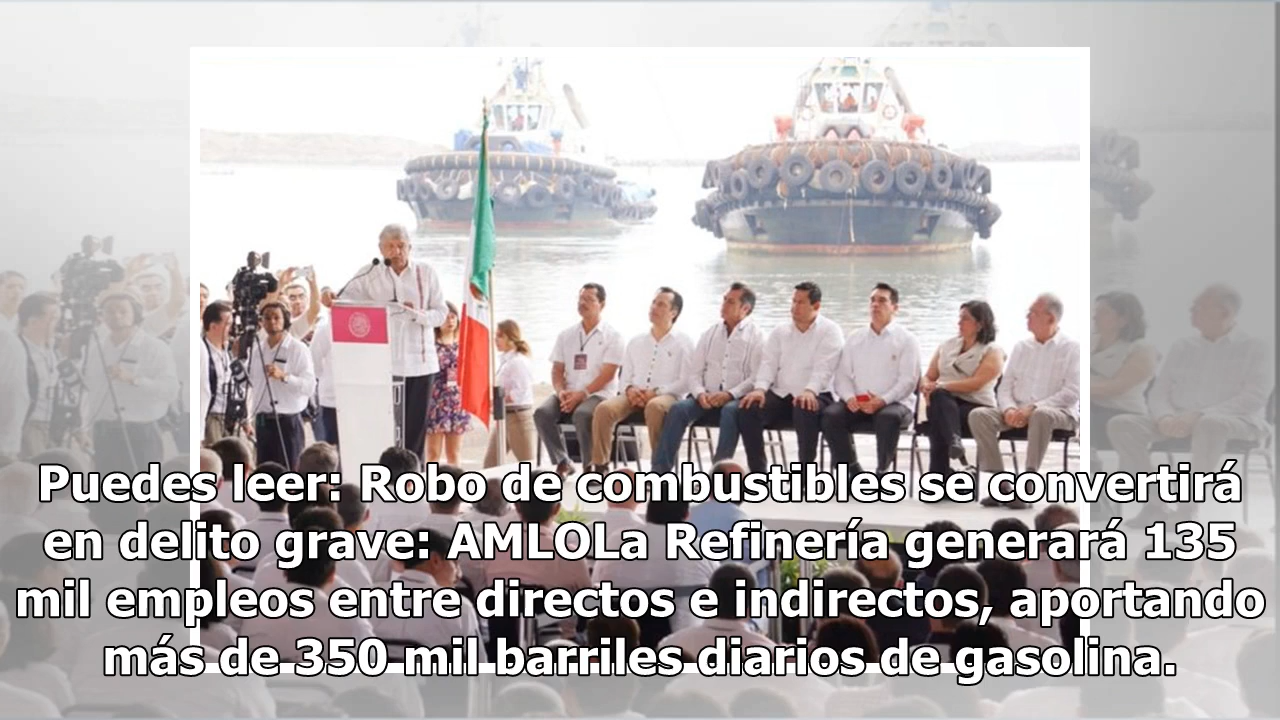 Puedes leer: Robo de combustibles se convertirá
en delito grave: AMLOLa Refinería generará 135
mil empleos entre directos e indirectos, aportando
más de 350 mil barriles diarios de gasolina.